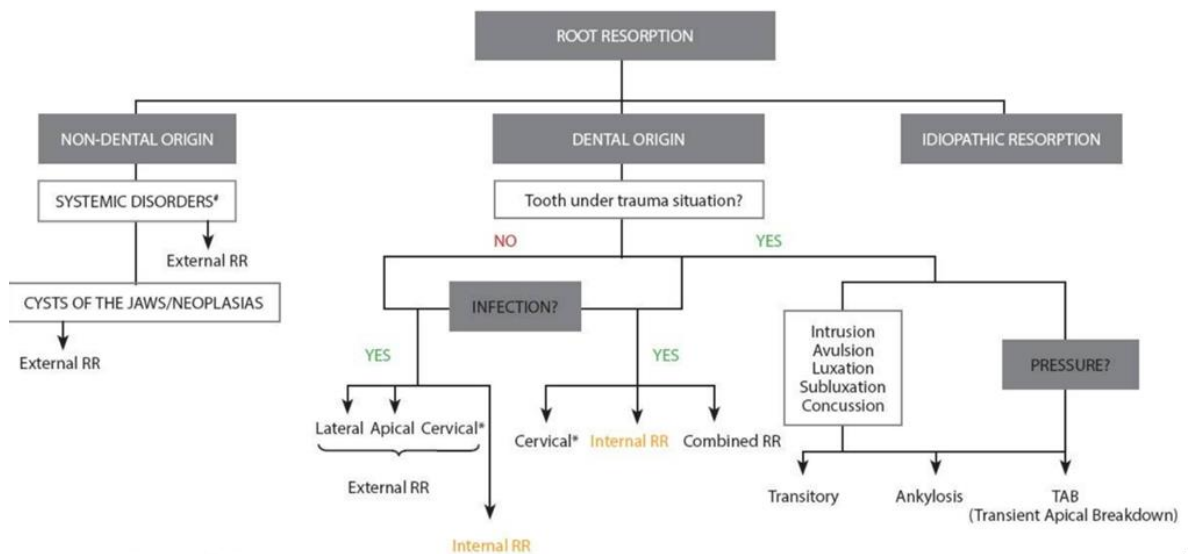 ROOT RESORPTION
NON-DENTAL ORIGIN
DENTAL ORIGIN
IDIOPATHIC RESORPTION
SYSTEMIC DISORDERS#
Tooth under trauma situation?
NO
YES
External RR
CYSTS OF THE JAWS/NEOPLASIAS
INFECTION?
External RR
YES
YES
Intrusion
Avulsion
Luxation
Subluxation
Concussion
PRESSURE?
Lateral Apical Cervical*
External RR
Internal RR
Cervical*
Internal RR
Combined RR
Transitory
Ankylosis
TAB
(Transient Apical Breakdown)